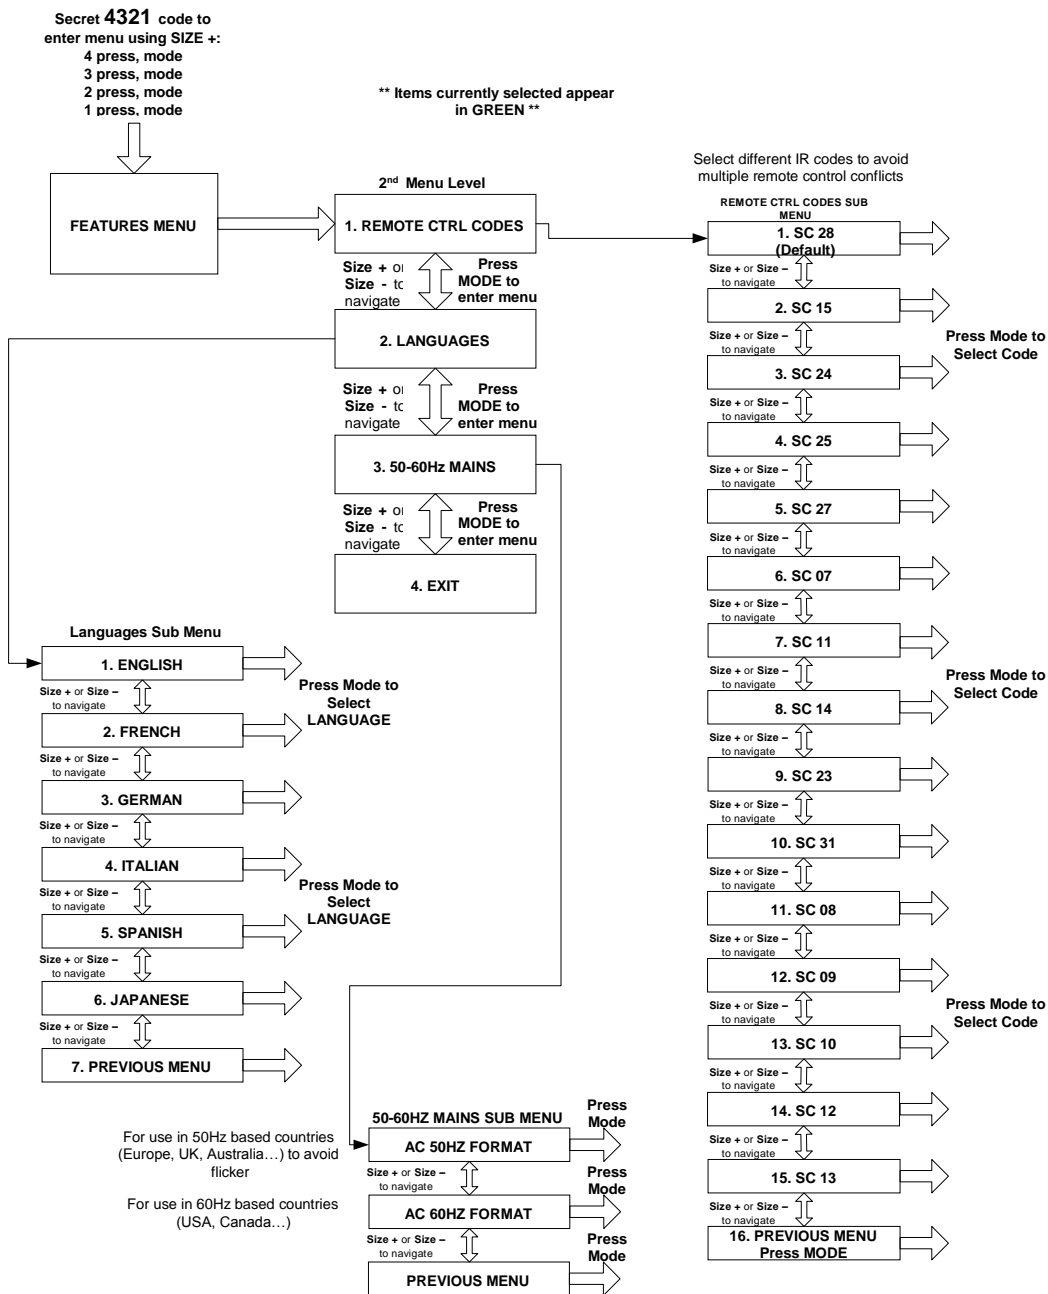 Secret 4321 code to
enter menu using SIZE +:
4 press, mode
3 press, mode
2 press, mode
1 press, mode
** Items currently selected appear
in GREEN **
FEATURES MENU
2nd Menu Level
1. REMOTE CTRL CODES
Size + or
Size - to
navigate
Press
MODE to
enter menu
2. LANGUAGES
Size + or
Size - to
navigate
Press
MODE to
enter menu
3. 50-60Hz MAINS
Size + or
Size - to
navigate
Press
MODE to
enter menu
4. EXIT
Languages Sub Menu
1. ENGLISH
Size + or Size –
to navigate
2. FRENCH
Size + or Size –
to navigate
3. GERMAN
Size + or Size –
to navigate
4. ITALIAN
Size + or Size –
to navigate
5. SPANISH
Size + or Size –
to navigate
6. JAPANESE
Size + or Size –
to navigate
7. PREVIOUS MENU
Press Mode to
Select
LANGUAGE
Press Mode to
Select
LANGUAGE
For use in 50Hz based countries
(Europe, UK, Australia…) to avoid
flicker
For use in 60Hz based countries
(USA, Canada…)
50-60HZ MAINS SUB MENU
AC 50HZ FORMAT
Press
Mode
Size + or Size –
to navigate
AC 60HZ FORMAT
Press
Mode
Size + or Size –
to navigate
PREVIOUS MENU
Press
Mode
Select different IR codes to avoid
multiple remote control conflicts
REMOTE CTRL CODES SUB
MENU
1. SC 28
(Default)
Size + or Size –
to navigate
2. SC 15
Size + or Size –
to navigate
3. SC 24
Size + or Size –
to navigate
4. SC 25
Size + or Size –
to navigate
5. SC 27
Size + or Size –
to navigate
6. SC 07
Size + or Size –
to navigate
7. SC 11
Size + or Size –
to navigate
8. SC 14
Size + or Size –
to navigate
9. SC 23
Size + or Size –
to navigate
10. SC 31
Size + or Size –
to navigate
11. SC 08
Size + or Size –
to navigate
12. SC 09
Size + or Size –
to navigate
13. SC 10
Size + or Size –
to navigate
14. SC 12
Size + or Size –
to navigate
15. SC 13
Size + or Size –
to navigate
16. PREVIOUS MENU
Press MODE
Press Mode to
Select Code
Press Mode to
Select Code
Press Mode to
Select Code